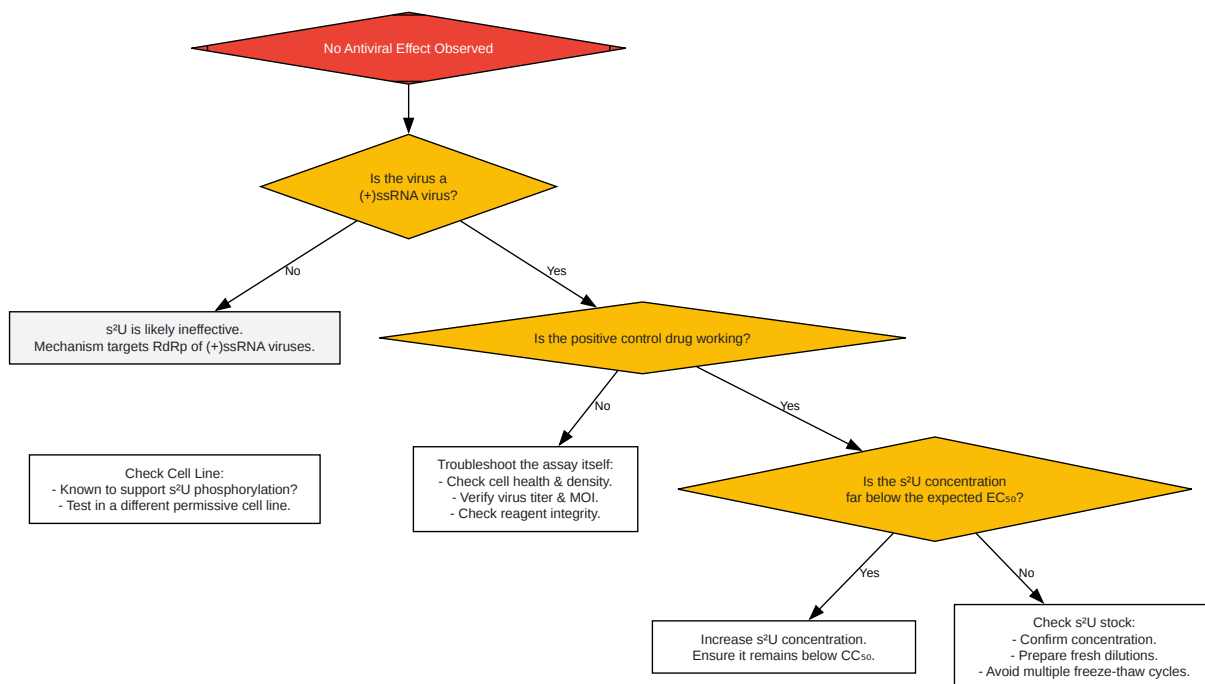 No Antiviral Effect Observed
Is the virus a
(+)ssRNA virus?
No
Yes
s²U is likely ineffective.
Mechanism targets RdRp of (+)ssRNA viruses.
Is the positive control drug working?
No
Yes
Check Cell Line:
- Known to support s²U phosphorylation?
- Test in a different permissive cell line.
Troubleshoot the assay itself:
- Check cell health & density.
- Verify virus titer & MOI.
- Check reagent integrity.
Is the s²U concentration
far below the expected EC₅₀?
Yes
No
Increase s²U concentration.
Ensure it remains below CC₅₀.
Check s²U stock:
- Confirm concentration.
- Prepare fresh dilutions.
- Avoid multiple freeze-thaw cycles.